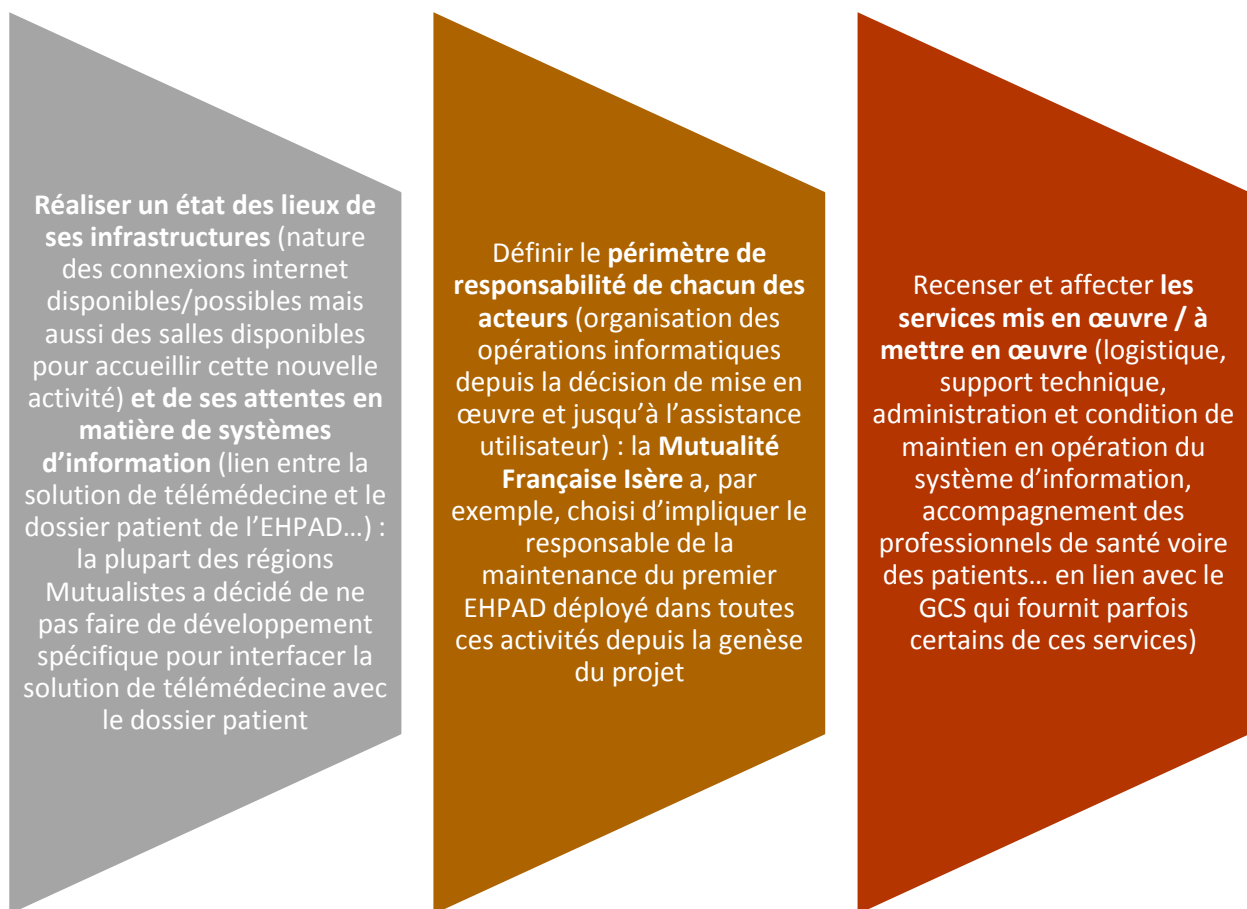 Réaliser un état des lieux de
ses infrastructures (nature
des connexions internet
disponibles/possibles mais
aussi des salles disponibles
pour accueillir cette nouvelle
activité) et de ses attentes en
matière de systèmes
d’information (lien entre la
solution de télémédecine et le
dossier patient de l’EHPAD…) :
la plupart des régions
Mutualistes a décidé de ne
pas faire de développement
spécifique pour interfacer la
solution de télémédecine avec
le dossier patient
Définir le périmètre de
responsabilité de chacun des
acteurs (organisation des
opérations informatiques
depuis la décision de mise en
œuvre et jusqu’à l’assistance
utilisateur) : la Mutualité
Française Isère a, par
exemple, choisi d’impliquer le
responsable de la
maintenance du premier
EHPAD déployé dans toutes
ces activités depuis la genèse
du projet
Recenser et affecter les
services mis en œuvre / à
mettre en œuvre (logistique,
support technique,
administration et condition de
maintien en opération du
système d’information,
accompagnement des
professionnels de santé voire
des patients… en lien avec le
GCS qui fournit parfois
certains de ces services)